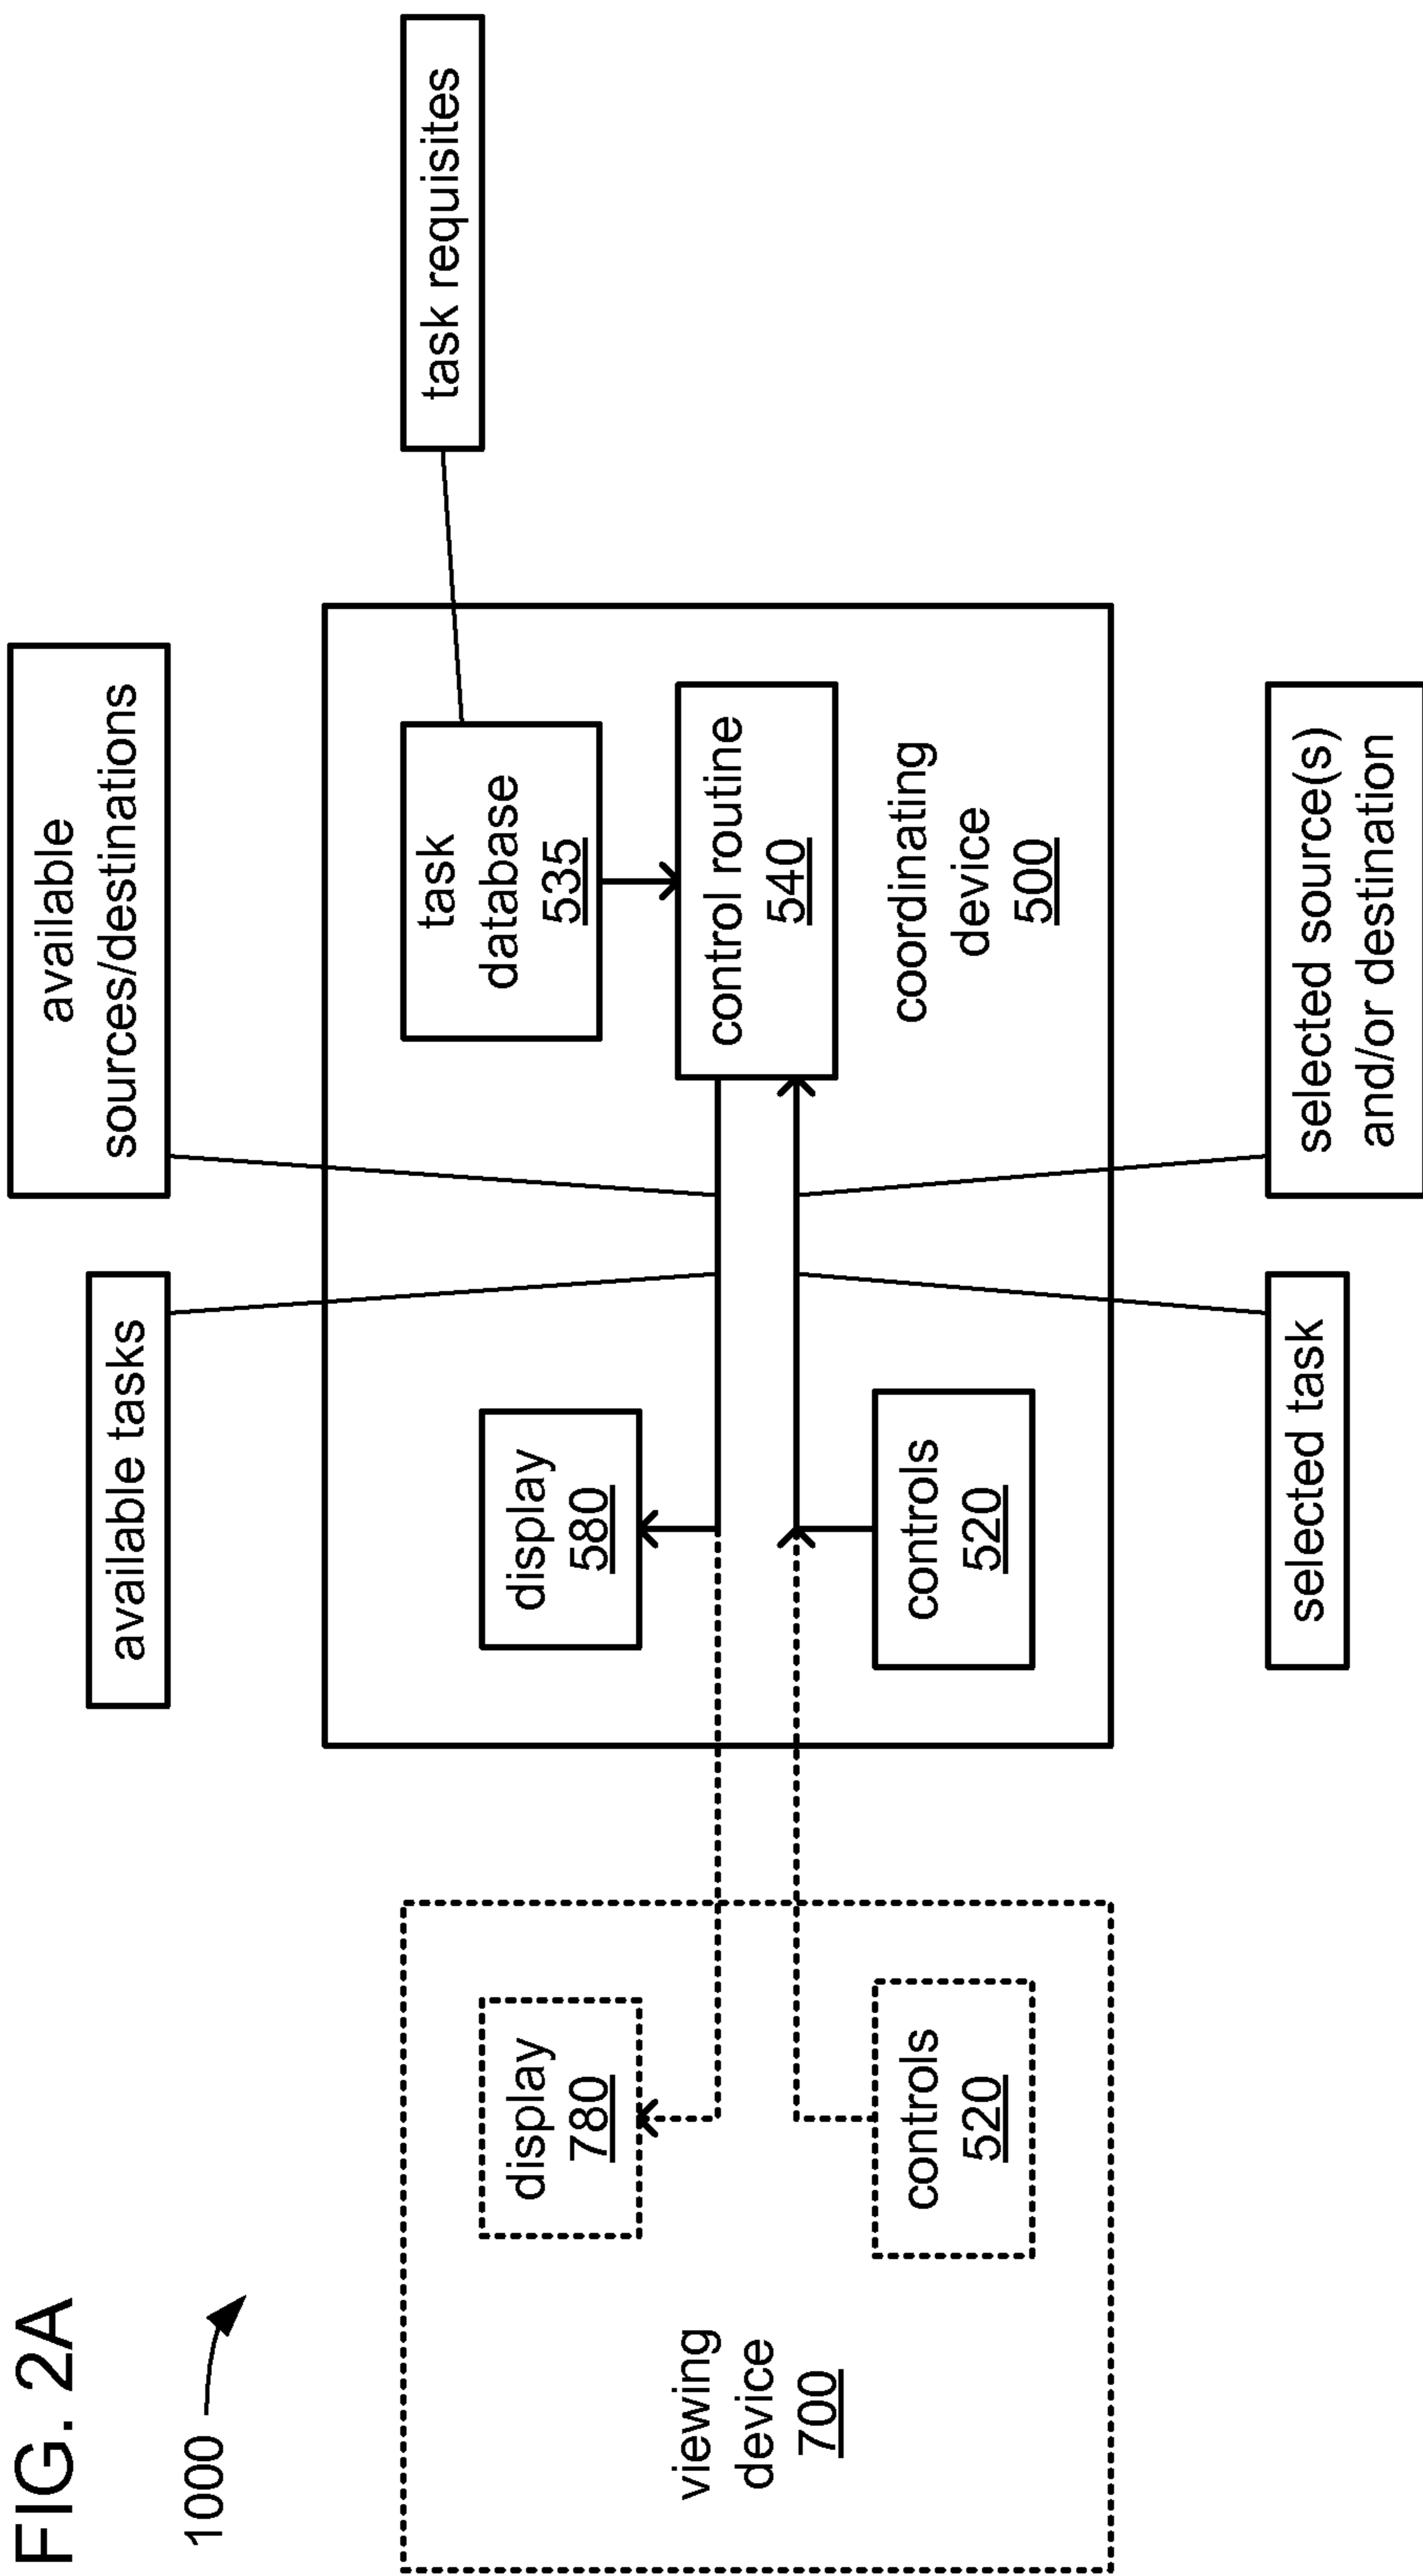 FIG. 2A
1000
available tasks
available
sources/destinations
task requisites
viewing
device
700
display
780
controls
520
display
580
controls
520
task
database
535
control routine
540
coordinating
device
500
selected task
selected source(s)
and/or destination